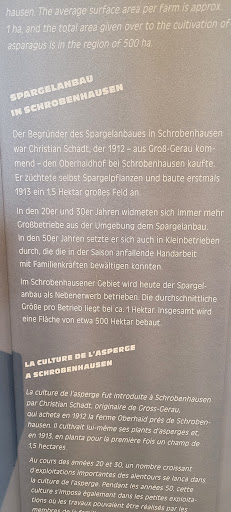 hausen. The average surface area per farm is approx.
1 ha, and the total area given over to the cultivation of
asparagus is in the region of 500 ha.
SPARGELANBAU
IN SCHROBENHAUSEN
Der Begründer des Spargelanbaues in Schrobenhausen
war Christian Schadt, der 1912 – aus Groß-Gerau kom-
mend – den Oberhaidhof bei Schrobenhausen kaufte.
Er züchtete selbst Spargelpflanzen und baute erstmals
1913 ein 1,5 Hektar großes Feld an.
In den 20er und 30er Jahren widmeten sich immer mehr
Großbetriebe aus der Umgebung dem Spargelanbau.
In den 50er Jahren setzte er sich auch in Kleinbetrieben
durch, die die in der Saison anfallende Handarbeit
mit Familienkräften bewältigen konnten.
Im Schrobenhausener Gebiet wird heute der Spargel-
anbau als Nebenerwerb betrieben. Die durchschnittliche
Größe pro Betrieb liegt bei ca. 1 Hektar. Insgesamt wird
eine Fläche von etwa 500 Hektar bebaut.
LA CULTURE DE L'ASPERGE
A SCHROBENHAUSEN
La culture de l'asperge fut introduite à Schrobenhausen
par Christian Schadt, originaire de Gross-Gerau,
qui acheta en 1912 la ferme Oberhaid près de Schroben-
hausen. Il cultivait lui-même ses plants d'asperges et,
en 1913, en planta pour la première fois un champ de
1,5 hectares.
Au cours des années 20 et 30, un nombre croissant
d'exploitations importantes des alentours se lança dans
la culture de l'asperge. Pendant les années 50, cette
culture s'imposa également dans les petites exploita-
tions où les travaux pouvaient être réalisés par les
membres de la